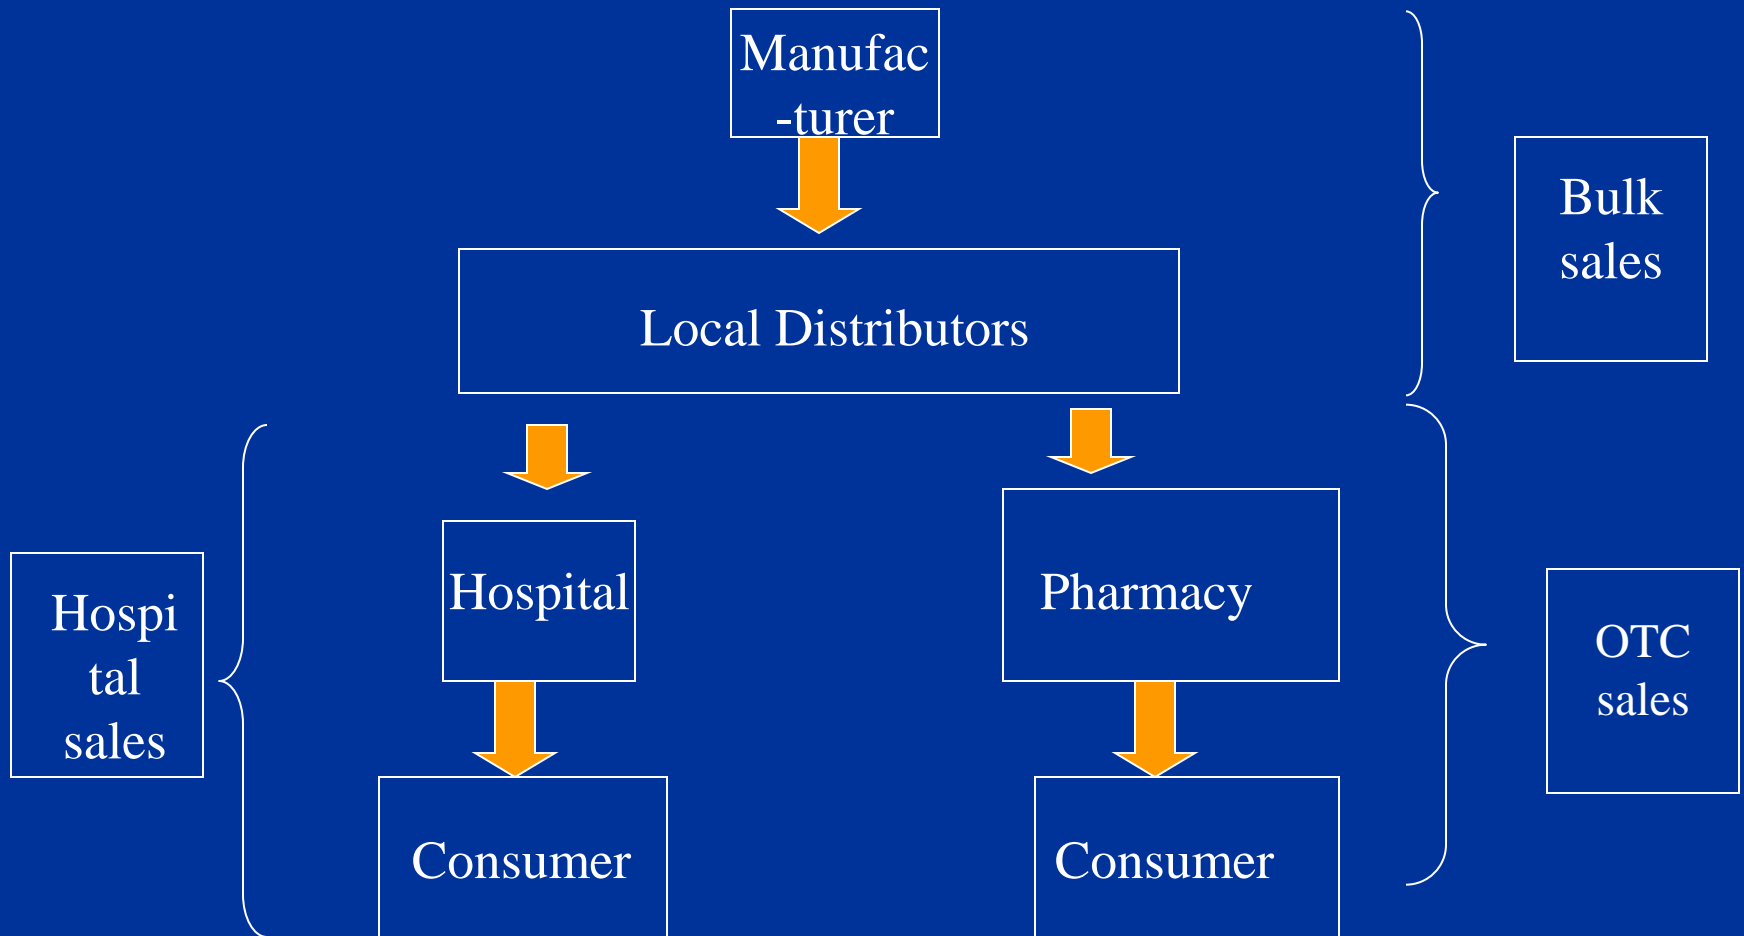 Manufac
-turer
Bulk
sales
Local Distributors
Hospital
Pharmacy
Hospi
tal
sales
OTC
sales
Consumer
Consumer